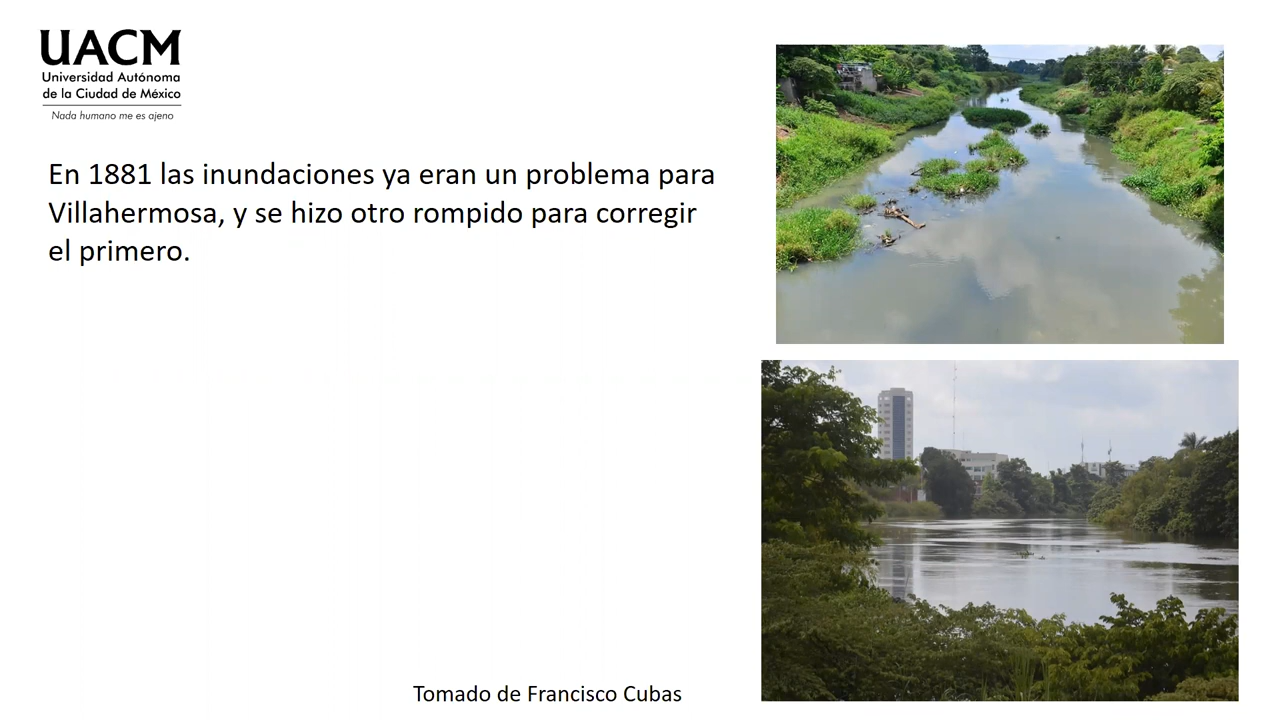 UACM
Universidad Autónoma
de la Ciudad de México
Nada humano me es ajeno
En 1881 las inundaciones ya eran un problema para
Villahermosa, y se hizo otro rompido para corregir
el primero.
Tomado de Francisco Cubas